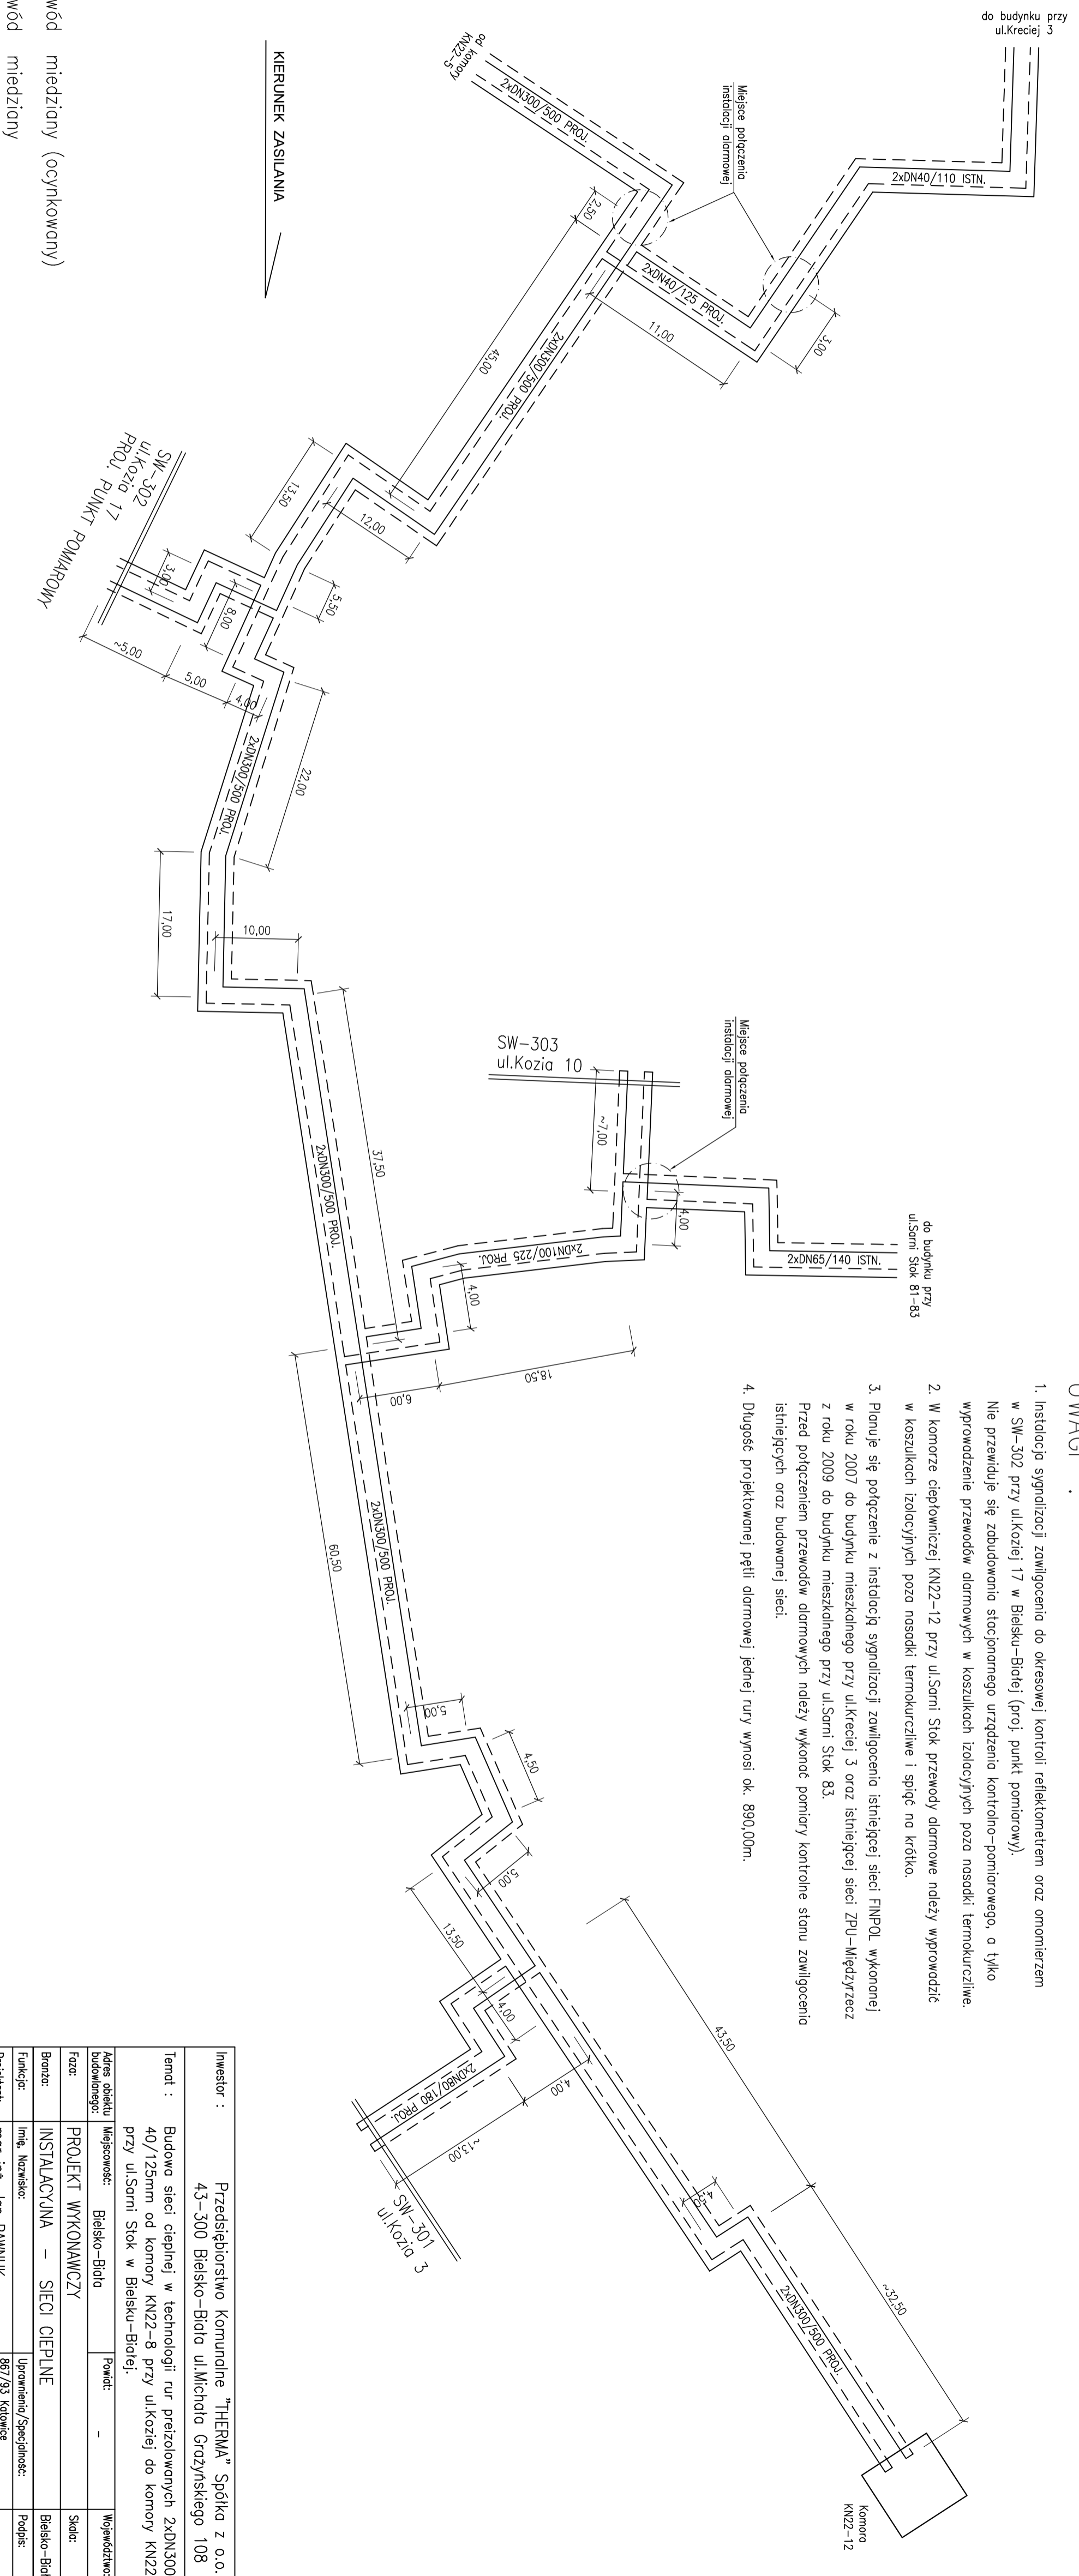 do budynku przy
ul.Kreciej 3
2xDN40/110 ISTN.
Miejsce połączenia
instalacji alarmowej
od komory
KN22-5
2xDN300/500 PROJ.
2,50
2xDN40/125 PROJ.
11,00
3,00
KIERUNEK ZASILANIA
wód miedziany (ocynkowany)
wód miedziany
45,00
2xDN300/500 PROJ.
13,50
12,00
5,50
SW-302
ul.Kozia 17
PROJ. PUNKT POMIAROWY
3,00
8,00
~5,00
5,00
4,00
22,00
2xDN300/500 PROJ.
17,00
10,00
SW-303
ul.Kozia 10
~7,00
Miejsce połączenia
instalacji alarmowej
4,00
do budynku przy
ul.Sarni Stok 81-83
2xDN65/140 ISTN.
2xDN100/225 PROJ.
37,50
2xDN300/500 PROJ.
4,00
18,50
6,00
60,50
2xDN300/500 PROJ.
5,00
4,50
5,00
13,50
4,00
4,00
2xDN80/180 PROJ.
~13,00
SW-301
ul.Kozia 3
43,50
~32,50
2xDN300/500 PROJ.
Komora
KN22-12
UWAGI :
1. Instalacja sygnalizacji zawilgocenia do okresowej kontroli reflektometrem oraz omomierzem
w SW-302 przy ul.Koziej 17 w Bielsku-Białej (proj. punkt pomiarowy).
Nie przewiduje się zabudowania stacjonarnego urządzenia kontrolno-pomiarowego, a tylko
wyprowadzenie przewodów alarmowych w koszulkach izolacyjnych poza nasadki termokurczliwe.
2. W komorze ciepłowniczej KN22-12 przy ul.Sarni Stok przewody alarmowe należy wyprowadzić
w koszulkach izolacyjnych poza nasadki termokurczliwe i spiąć na krótko.
3. Planuje się połączenie z instalacją sygnalizacji zawilgocenia istniejącej sieci FINPOL wykonanej
w roku 2007 do budynku mieszkalnego przy ul.Kreciej 3 oraz istniejącej sieci ZPU-Międzyrzecz
z roku 2009 do budynku mieszkalnego przy ul.Sarni Stok 83.
Przed połączeniem przewodów alarmowych należy wykonać pomiary kontrolne stanu zawilgocenia
istniejących oraz budowanej sieci.
4. Długość projektowanej pętli alarmowej jednej rury wynosi ok. 890,00m.
Inwestor : Przedsiębiorstwo Komunalne "THERMA" Spółka z o.o.
43-300 Bielsko-Biała ul.Michała Grażyńskiego 108
Temat : Budowa sieci cieplnej w technologii rur preizolowanych 2xDN300
40/125mm od komory KN22-8 przy ul.Koziej do komory KN22
przy ul.Sarni Stok w Bielsku-Białej.
Adres obiektu budowlanego: Miejscowość: Bielsko-Biała Powiat: - Województwo:
Faza: PROJEKT WYKONAWCZY Skala:
Branża: INSTALACYJNA - SIECI CIEPLNE Bielsko-Biał
Funkcja: Imię, Nazwisko: Uprawnienia/Specjalność: Podpis:
867/93 Katowice